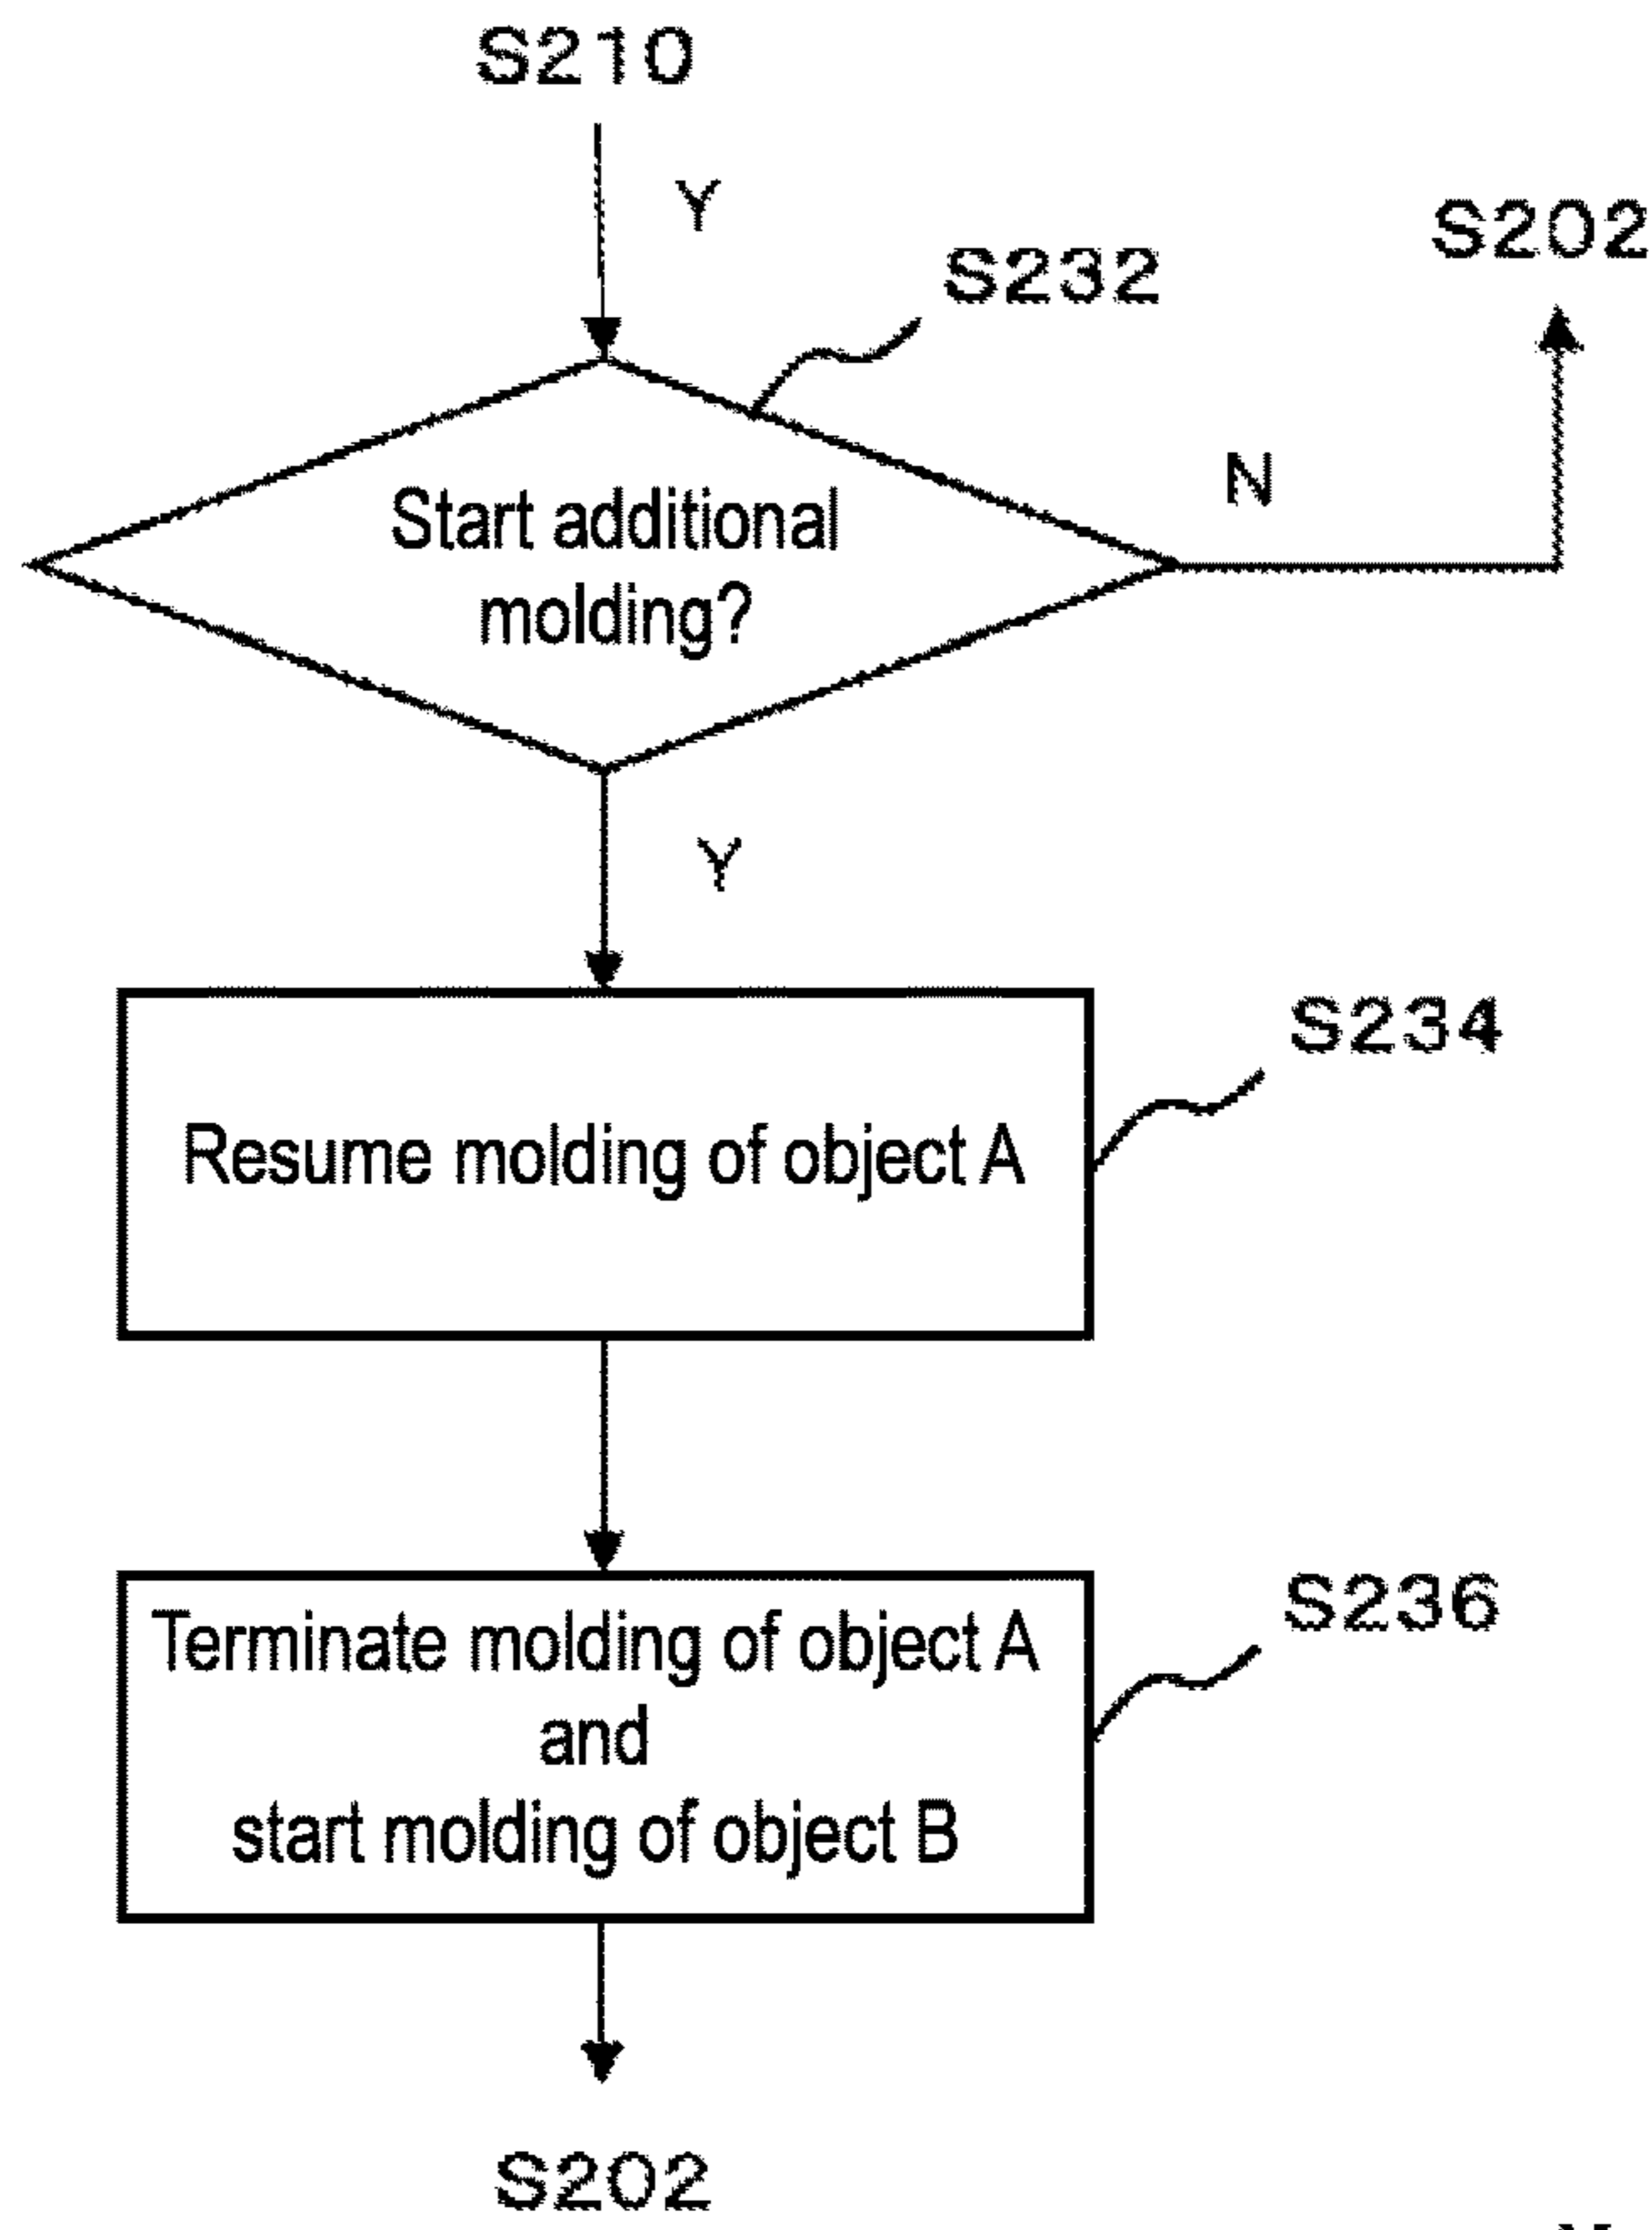 S210
Y
S202
S232
N
Start additional
molding?
Y
S234
Resume molding of object A
S236
Terminate molding of object A
and
start molding of object B
S202